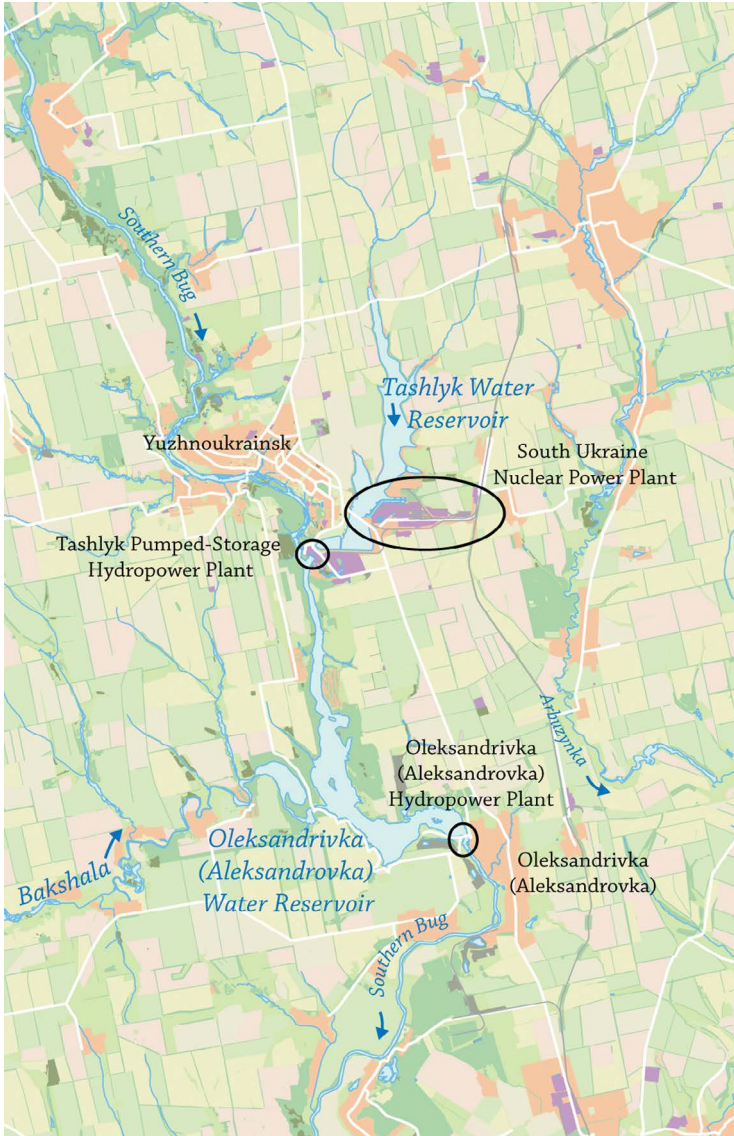 Southern Bug
Tashlyk Water
Reservoir
Yuzhnoukrainsk
South Ukraine
Nuclear Power Plant
Tashlyk Pumped-Storage
Hydropower Plant
Arbuzynka
Oleksandrivka
(Aleksandrovka)
Hydropower Plant
Oleksandrivka
(Aleksandrovka)
Water Reservoir
Bakshala
Oleksandrivka
(Aleksandrovka)
Southern Bug